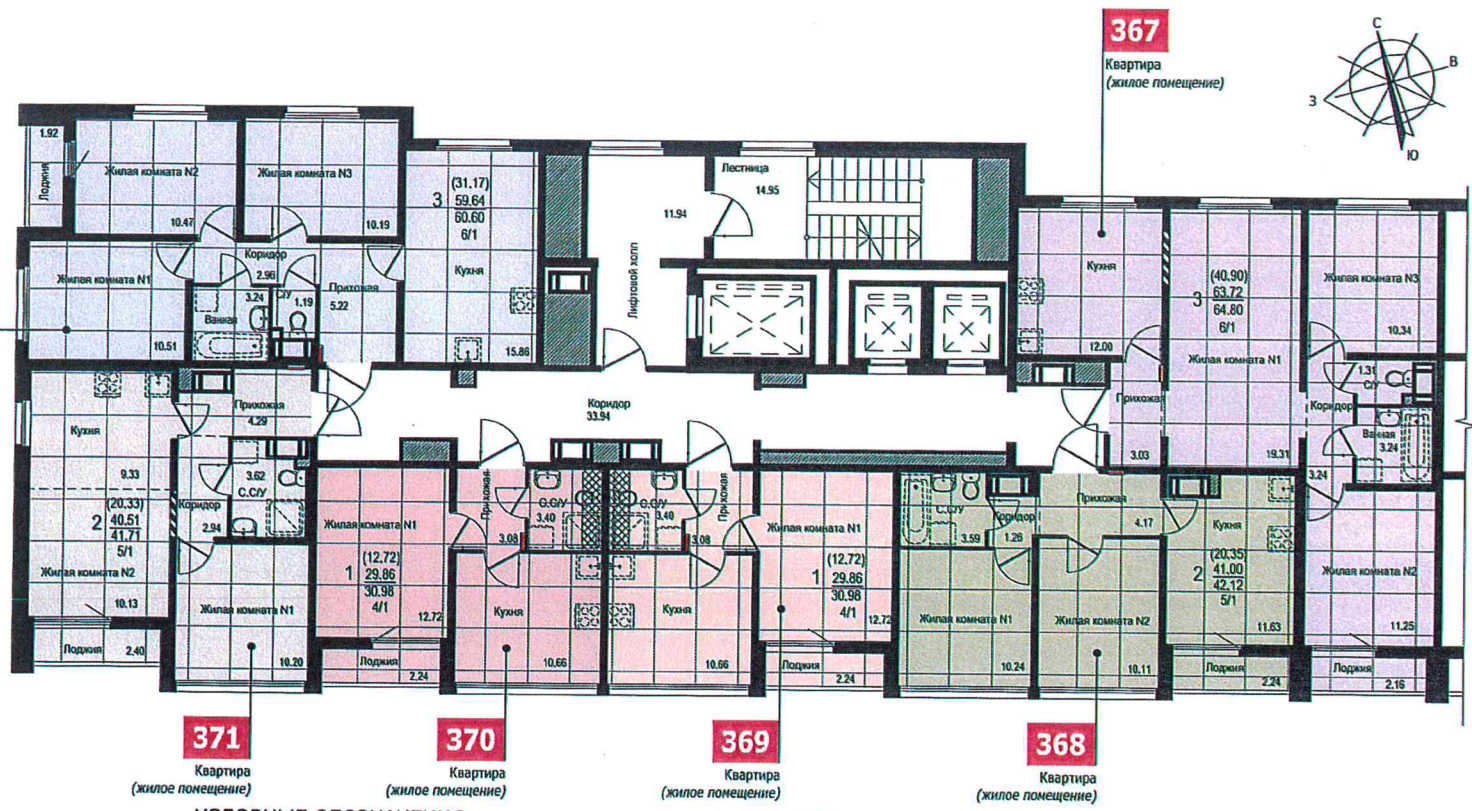 367
Квартира
(жилое помещение)
С
В
З
Ю
1.92
Лоджия
Жилая комната N2
10.47
Жилая комната N3
10.19
(31.17)
3 59.64
60.60
6/1
Кухня
15.86
Жилая комната N1
10.51
Коридор
2.96
3.24
Ванная
С/У
1.19
Прихожая
5.22
Лестница
14.95
11.94
Лифтовой холл
Коридор
33.94
Кухня
12.00
(40.90)
3 63.72
64.80
6/1
Жилая комната N1
19.31
Жилая комната N3
10.34
Прихожая
3.03
1.31
С/У
Коридор
3.24
Ванная
3.24
Жилая комната N2
11.25
Лоджия
2.16
Кухня
9.33
Прихожая
4.29
(20.33)
2 40.51
41.71
5/1
3.62
С.С/У
Коридор
2.94
Жилая комната N2
10.13
Лоджия
2.40
Жилая комната N1
10.20
Жилая комната N1
(12.72)
1 29.86
30.98
4/1
12.72
Лоджия
2.24
Прихожая
3.08
С.С/У
3.40
Кухня
10.66
С.С/У
3.40
Прихожая
3.08
Кухня
10.66
Жилая комната N1
(12.72)
1 29.86
30.98
4/1
12.72
Лоджия
2.24
С.С/У
3.59
Коридор
1.26
Прихожая
4.17
Жилая комната N1
10.24
Жилая комната N2
10.11
Кухня
(20.35)
2 41.00
42.12
5/1
11.63
Лоджия
2.24
371
Квартира
(жилое помещение)
370
Квартира
(жилое помещение)
369
Квартира
(жилое помещение)
368
Квартира
(жилое помещение)